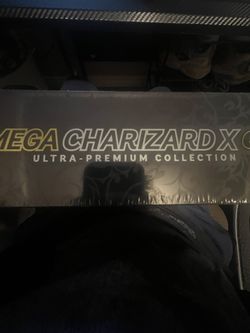 MEGA CHARIZARD X
ULTRA-PREMIUM COLLECTION